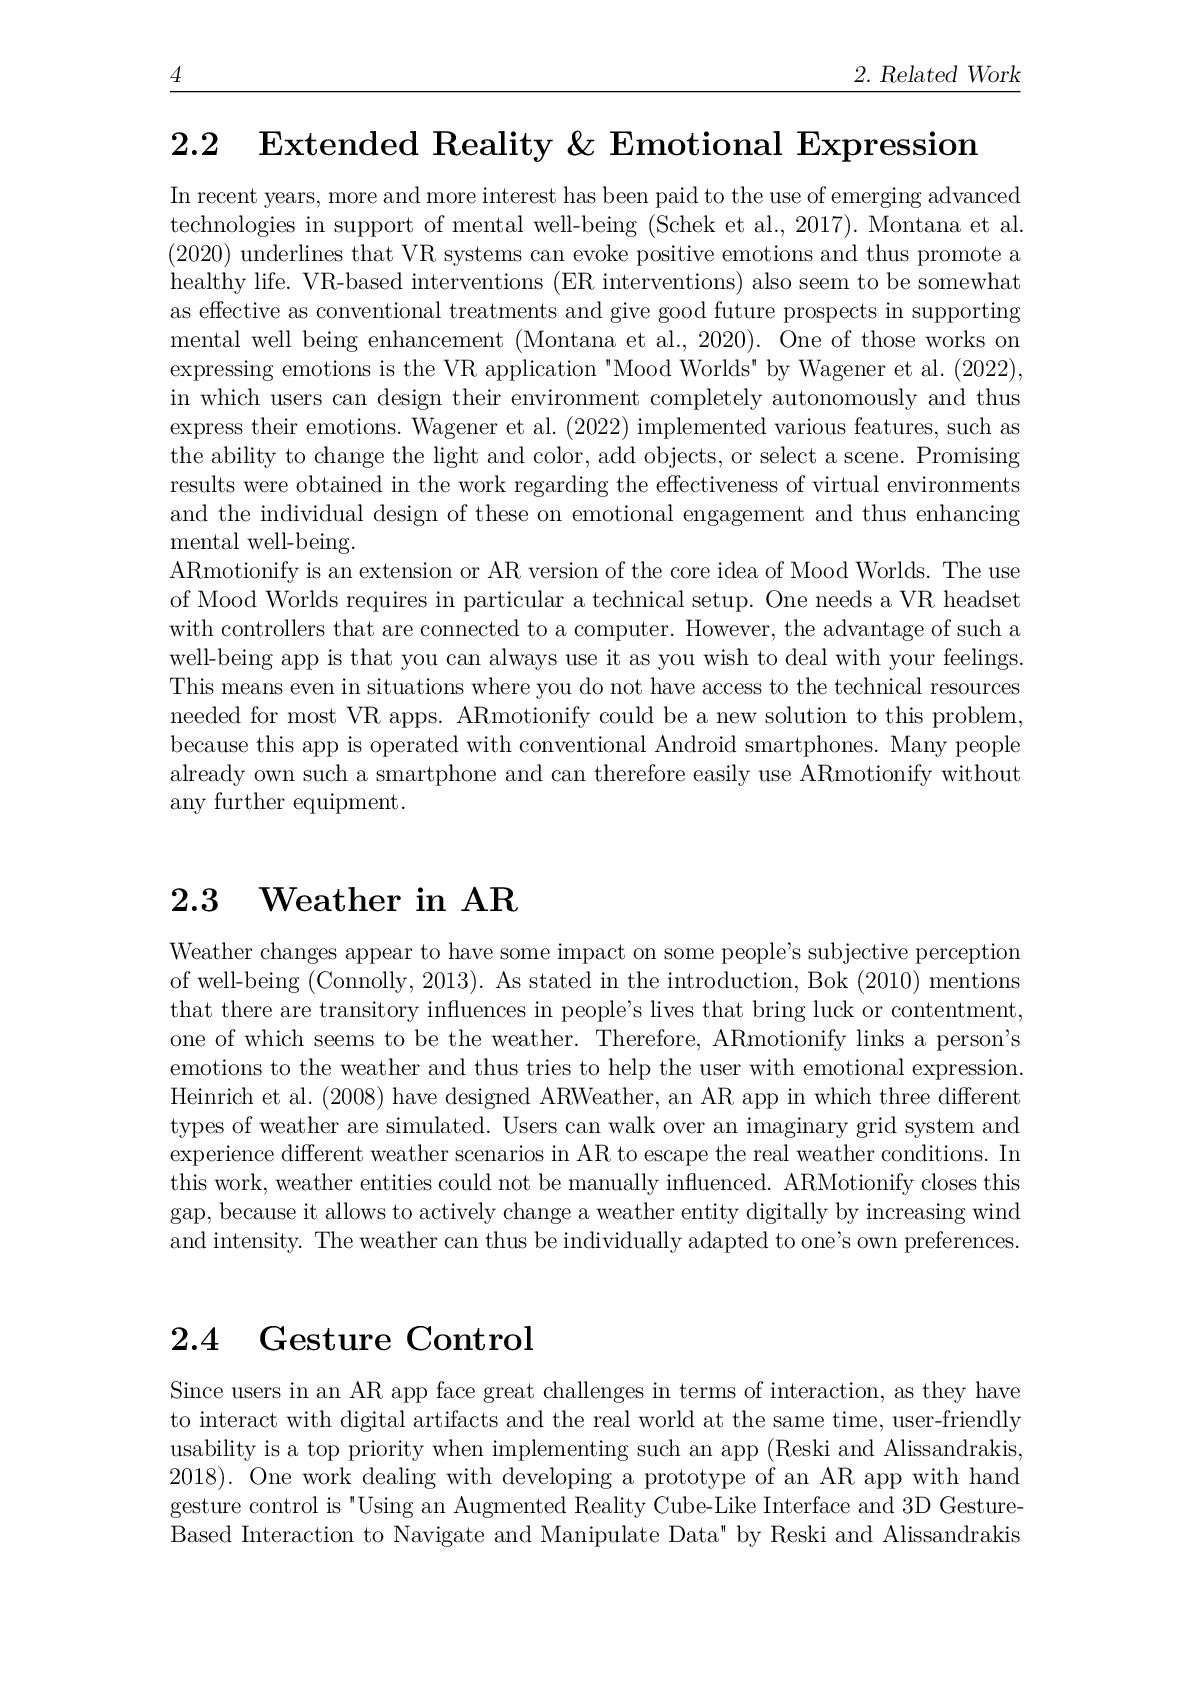 4 2. Related Work
2.2 Extended Reality & Emotional Expression
In recent years, more and more interest has been paid to the use of emerging advanced
technologies in support of mental well-being (Schek et al., 2017). Montana et al.
(2020) underlines that VR systems can evoke positive emotions and thus promote a
healthy life. VR-based interventions (ER interventions) also seem to be somewhat
as effective as conventional treatments and give good future prospects in supporting
mental well being enhancement (Montana et al., 2020). One of those works on
expressing emotions is the VR application "Mood Worlds" by Wagener et al. (2022),
in which users can design their environment completely autonomously and thus
express their emotions. Wagener et al. (2022) implemented various features, such as
the ability to change the light and color, add objects, or select a scene. Promising
results were obtained in the work regarding the effectiveness of virtual environments
and the individual design of these on emotional engagement and thus enhancing
mental well-being.
ARmotionify is an extension or AR version of the core idea of Mood Worlds. The use
of Mood Worlds requires in particular a technical setup. One needs a VR headset
with controllers that are connected to a computer. However, the advantage of such a
well-being app is that you can always use it as you wish to deal with your feelings.
This means even in situations where you do not have access to the technical resources
needed for most VR apps. ARmotionify could be a new solution to this problem,
because this app is operated with conventional Android smartphones. Many people
already own such a smartphone and can therefore easily use ARmotionify without
any further equipment.
2.3 Weather in AR
Weather changes appear to have some impact on some people's subjective perception
of well-being (Connolly, 2013). As stated in the introduction, Bok (2010) mentions
that there are transitory influences in people's lives that bring luck or contentment,
one of which seems to be the weather. Therefore, ARmotionify links a person's
emotions to the weather and thus tries to help the user with emotional expression.
Heinrich et al. (2008) have designed ARWeather, an AR app in which three different
types of weather are simulated. Users can walk over an imaginary grid system and
experience different weather scenarios in AR to escape the real weather conditions. In
this work, weather entities could not be manually influenced. ARMotionify closes this
gap, because it allows to actively change a weather entity digitally by increasing wind
and intensity. The weather can thus be individually adapted to one's own preferences.
2.4 Gesture Control
Since users in an AR app face great challenges in terms of interaction, as they have
to interact with digital artifacts and the real world at the same time, user-friendly
usability is a top priority when implementing such an app (Reski and Alissandrakis,
2018). One work dealing with developing a prototype of an AR app with hand
gesture control is "Using an Augmented Reality Cube-Like Interface and 3D Gesture-
Based Interaction to Navigate and Manipulate Data" by Reski and Alissandrakis